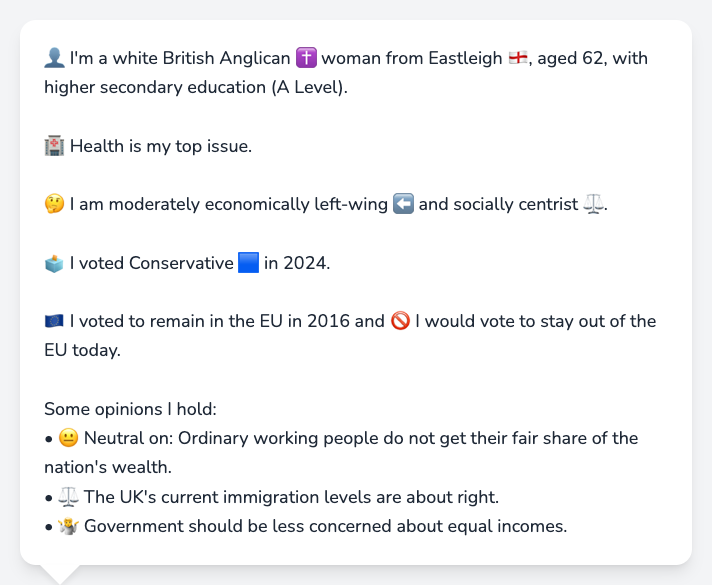 👤 I'm a white British Anglican ✝️ woman from Eastleigh 🏴󠁧󠁢󠁥󠁮󠁧󠁿, aged 62, with
higher secondary education (A Level).
🏥 Health is my top issue.
🤔 I am moderately economically left-wing ⬅️ and socially centrist ⚖️.
🗳️ I voted Conservative 🟦 in 2024.
🇪🇺 I voted to remain in the EU in 2016 and 🚫 I would vote to stay out of the
EU today.
Some opinions I hold:
• 😐 Neutral on: Ordinary working people do not get their fair share of the
nation's wealth.
• ⚖️ The UK's current immigration levels are about right.
• 🤷 Government should be less concerned about equal incomes.